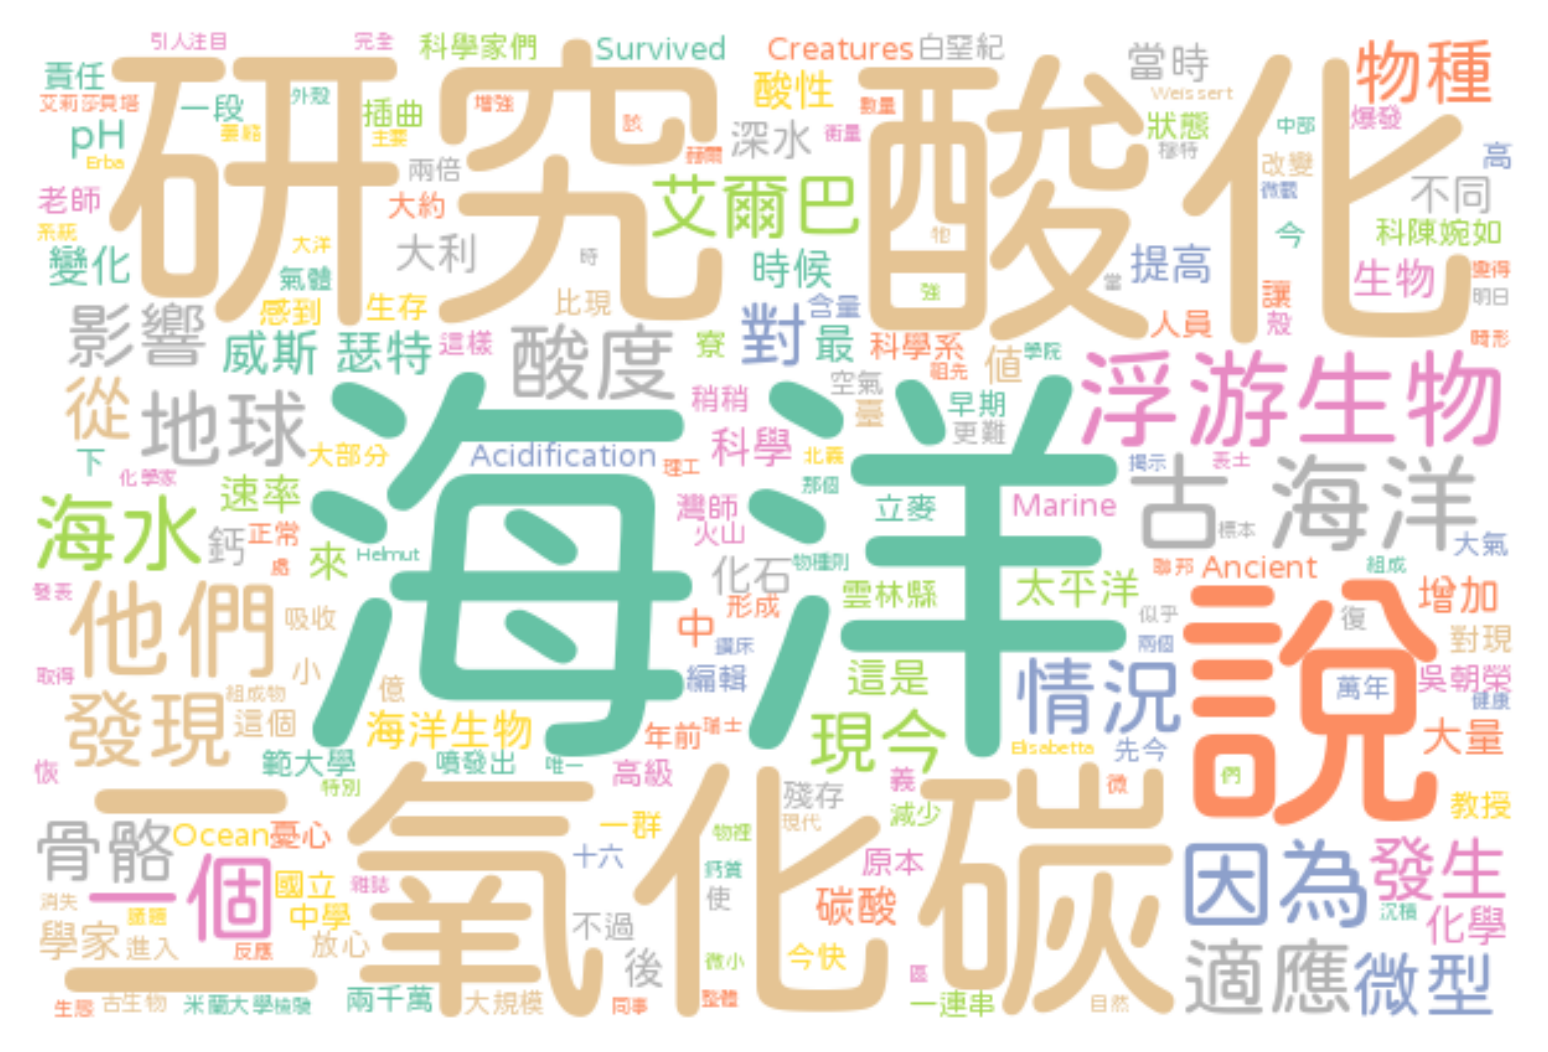 引人注目
完全
科學家們
Survived
Creatures
白堊紀
當時
物種
責任
艾莉莎貝塔
一段
外殼
插曲
增強
酸性
數量
Weissert
爆發
研究
酸化
pH
Erba
主要
兩倍
該
深水
衡量
狀態
中部
穆特
改變
高
老師
系統
大約
艾爾巴
微觀
不同
變化
大洋
氣體
大利
時
時候
牠
提高
今
科陳婉如
生物
明日
感到
生存
比現
強
含量
當
讓
殼
人員
畸形
影響
威斯
瑟特
這樣
酸度
寮
對
最
科學系
祖先
值
學院
浮游生物
從
地球
下
大部分
化學家
海洋
稍稍
空氣
臺
早期
更難
Acidification
理工
科學
北義
那個
揭示
表土
古
海洋
海水
速率
鈣
正常
處
來
Helmut
灣師
火山
立麥
Marine
標本
大氣
化石
物種則
聯邦
Ancient
組成
發表
他們
吸收
形成
中
鑽床
雲林縣
太平洋
似乎
兩個
說
復
增加
對現
取得
小
億
組成物
編輯
這是
情況
萬年
吳朝榮
健康
發現
這個
海洋生物
年前
瑞士
現今
Elisabetta
先今
大量
恢
範大學
噴發出
唯一
特別
高級
義
微
們
二氧化碳
殘存
現代
減少
教授
骨骼
Ocean
憂心
一群
物裡
十六
鈣質
原本
因為
發生
一個
國立
雜誌
中學
使
碳酸
沉積
化學
消失
學家
進入
反應
放心
不過
後
微小
今快
區
適應
微型
生態
古生物
米蘭大學
檢驗
兩千萬
大規模
同事
整體
一連串
自然